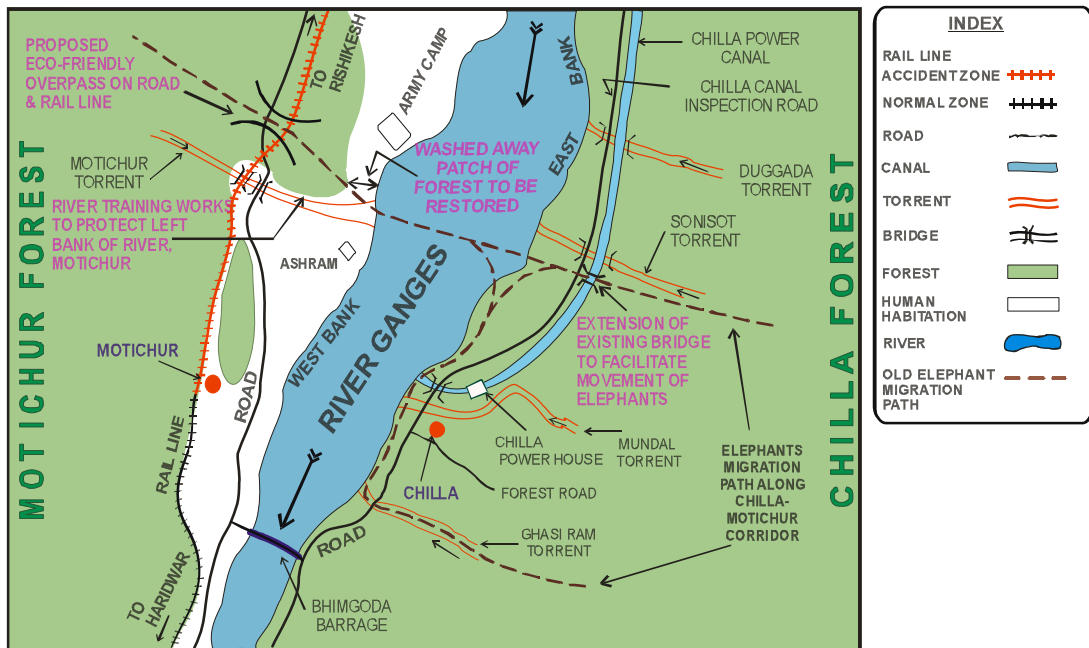 PROPOSED
ECO-FRIENDLY
OVERPASS ON ROAD
& RAIL LINE
TO
RISHIKESH
ARMY CAMP
BANK
EAST
CHILLA POWER
CANAL
CHILLA CANAL
INSPECTION ROAD
MOTICHUR
TORRENT
WASHED AWAY
PATCH OF
FOREST TO BE
RESTORED
DUGGADA
TORRENT
RIVER TRAINING WORKS
TO PROTECT LEFT
BANK OF RIVER,
MOTICHUR
SONISOT
TORRENT
ASHRAM
MOTICHUR FOREST
CHILLA FOREST
WEST BANK
RIVER GANGES
EXTENSION OF
EXISTING BRIDGE
TO FACILITATE
MOVEMENT OF
ELEPHANTS
MOTICHUR
ROAD
RAIL LINE
CHILLA
POWER HOUSE
MUNDAL
TORRENT
CHILLA
FOREST ROAD
ELEPHANTS
MIGRATION
PATH ALONG
CHILLA-
MOTICHUR
CORRIDOR
ROAD
GHASI RAM
TORRENT
TO
HARIDWAR
BHIMGODA
BARRAGE
INDEX
RAIL LINE
ACCIDENT ZONE
NORMAL ZONE
ROAD
CANAL
TORRENT
BRIDGE
FOREST
HUMAN
HABITATION
RIVER
OLD ELEPHANT
MIGRATION
PATH